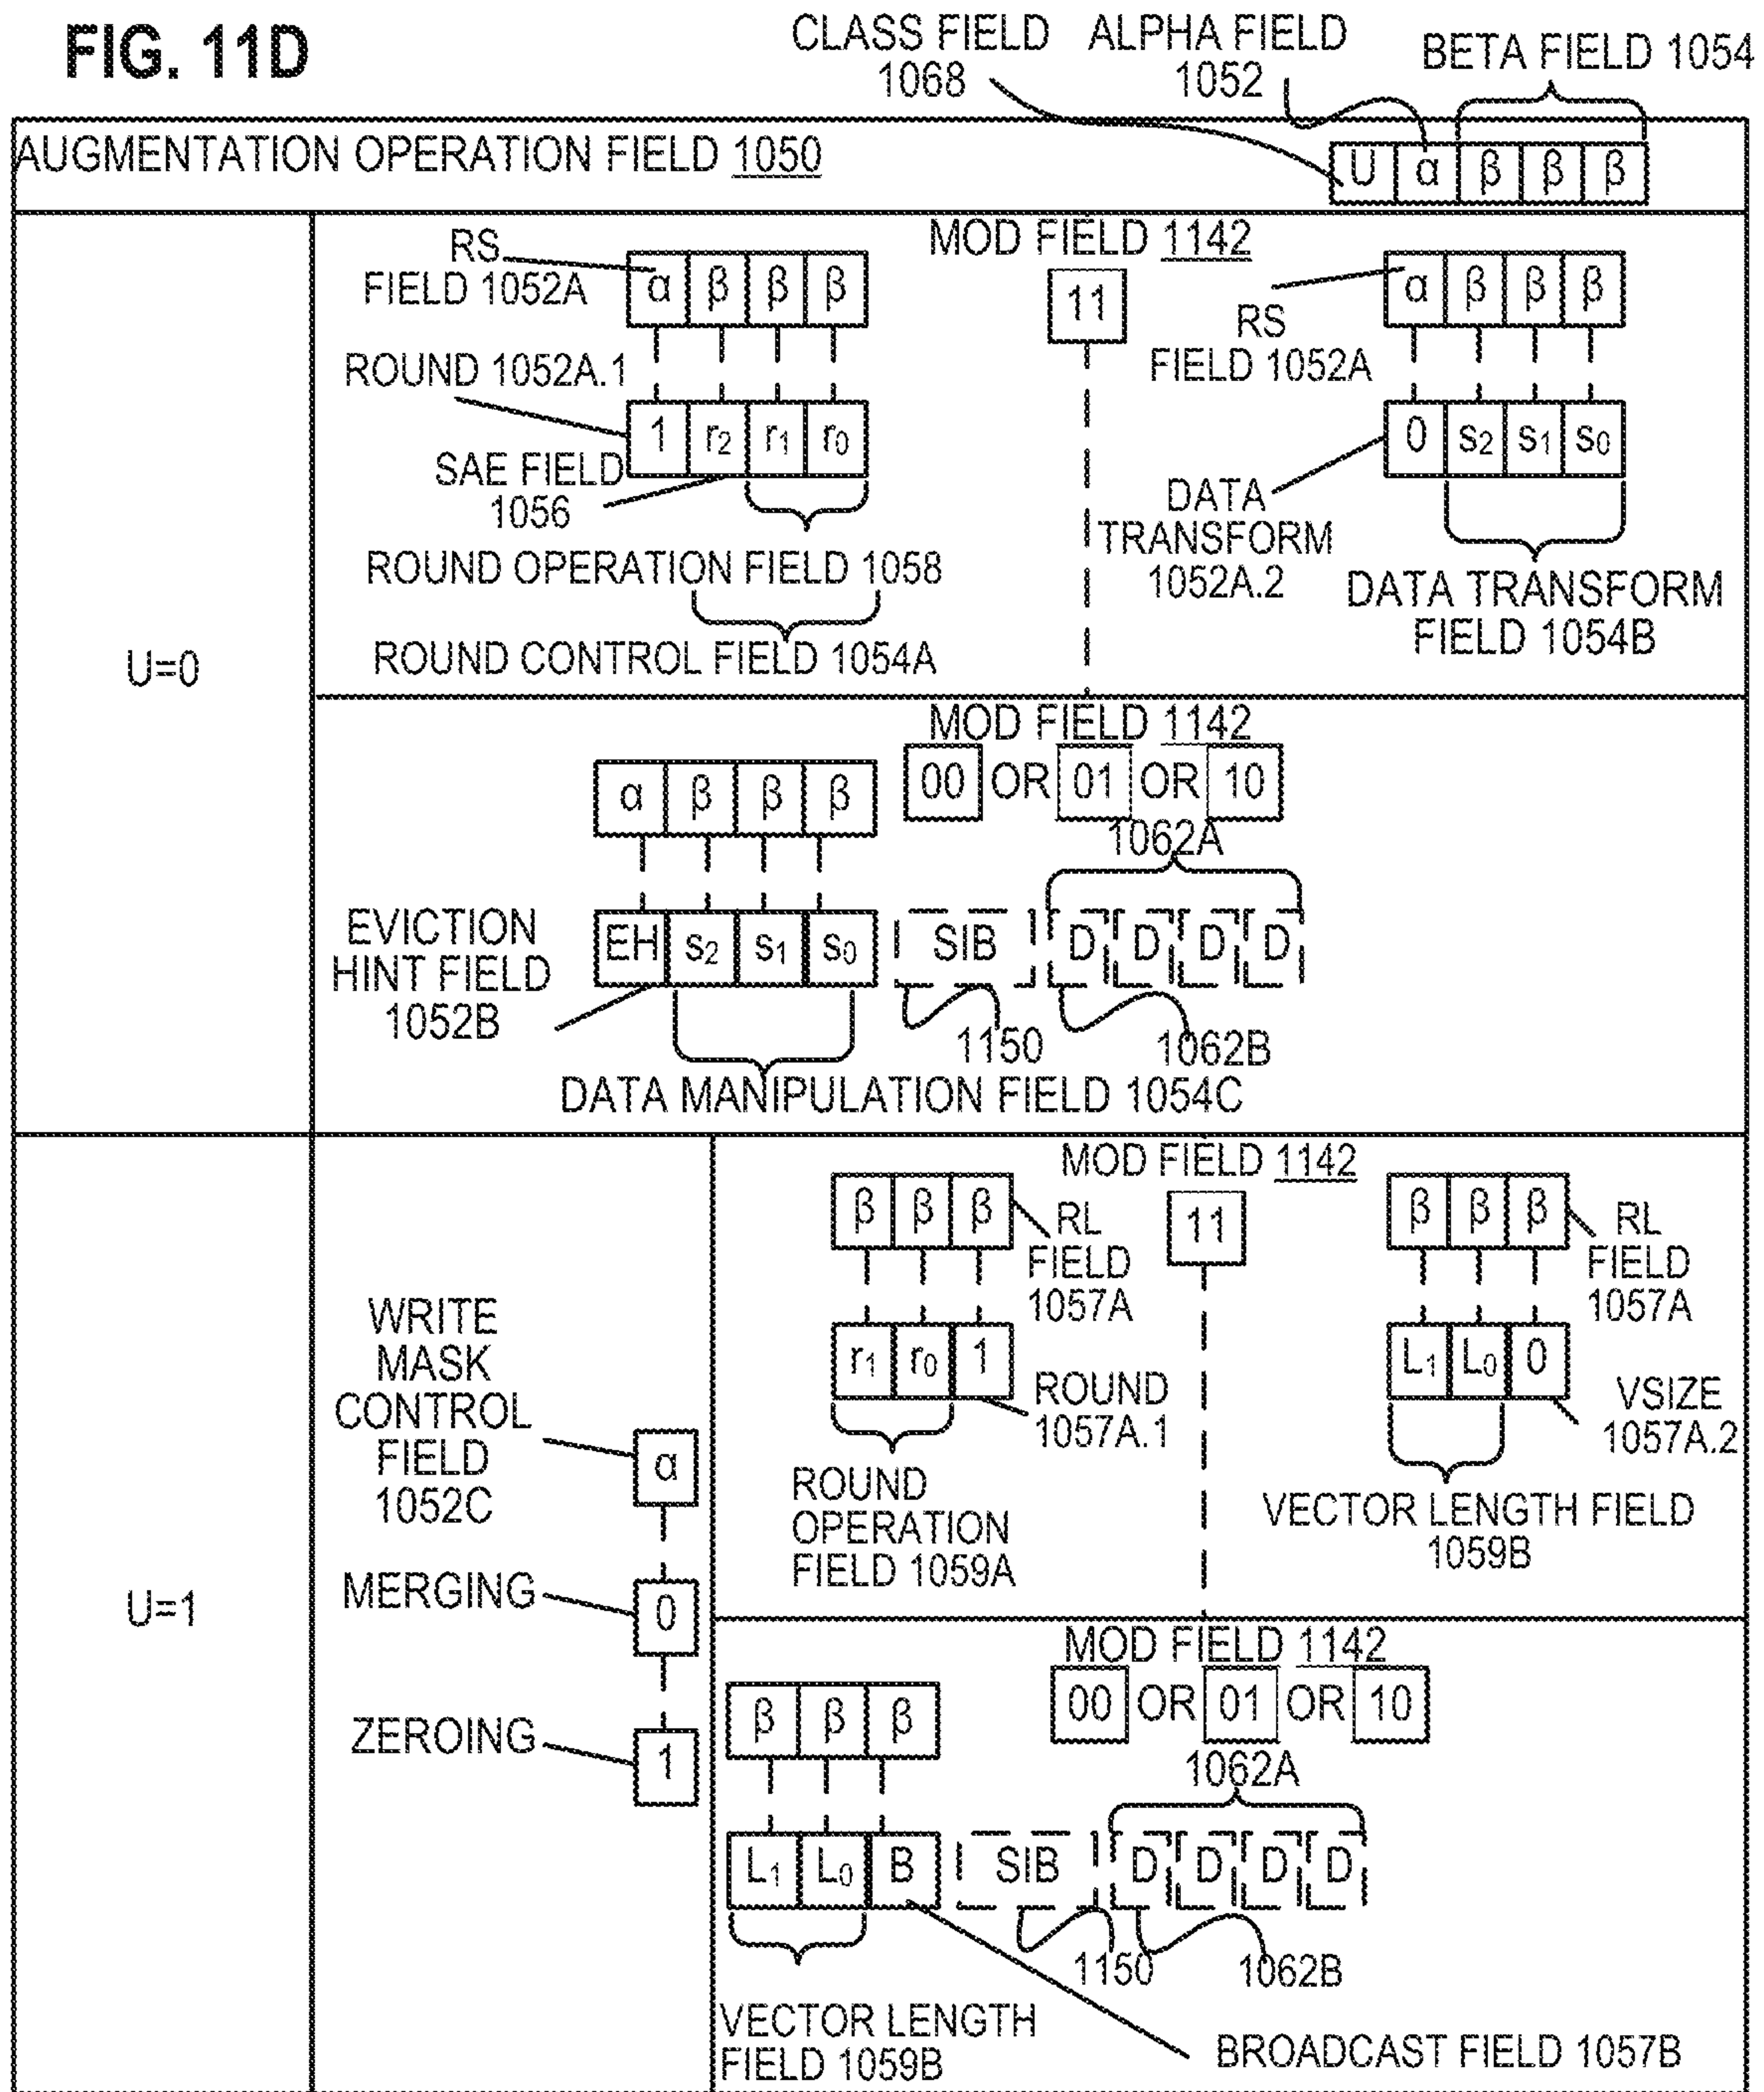 FIG. 11D
CLASS FIELD
1068
ALPHA FIELD
1052
BETA FIELD 1054
AUGMENTATION OPERATION FIELD 1050
U α β β β
U=0
RS
FIELD 1052A
α β β β
ROUND 1052A.1
1 r2 r1 r0
SAE FIELD
1056
ROUND OPERATION FIELD 1058
ROUND CONTROL FIELD 1054A
MOD FIELD 1142
11
α β β β
RS
FIELD 1052A
0 s2 s1 s0
DATA
TRANSFORM
1052A.2
DATA TRANSFORM
FIELD 1054B
MOD FIELD 1142
00 OR 01 OR 10
α β β β
1062A
EVICTION
HINT FIELD
1052B
EH s2 s1 s0 SIB D D D D
1150
1062B
DATA MANIPULATION FIELD 1054C
U=1
WRITE
MASK
CONTROL
FIELD
1052C
α
MERGING
0
ZEROING
1
MOD FIELD 1142
11
β β β
RL
FIELD
1057A
r1 r0 1
ROUND
1057A.1
ROUND
OPERATION
FIELD 1059A
β β β
RL
FIELD
1057A
L1 L0 0
VSIZE
1057A.2
VECTOR LENGTH FIELD
1059B
MOD FIELD 1142
00 OR 01 OR 10
β β β
1062A
L1 L0 B SIB D D D D
1150
1062B
VECTOR LENGTH
FIELD 1059B
BROADCAST FIELD 1057B